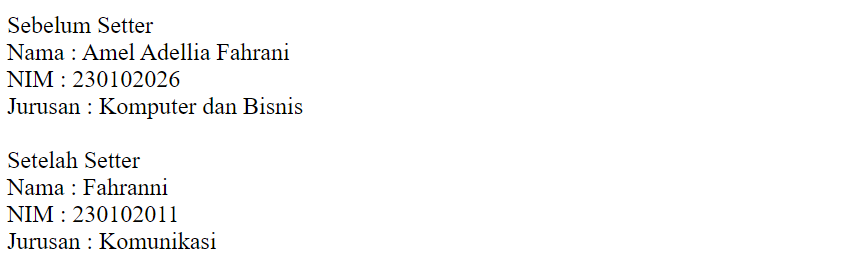 Sebelum Setter
Nama : Amel Adellia Fahrani
NIM : 230102026
Jurusan : Komputer dan Bisnis
Setelah Setter
Nama : Fahranni
NIM : 230102011
Jurusan : Komunikasi